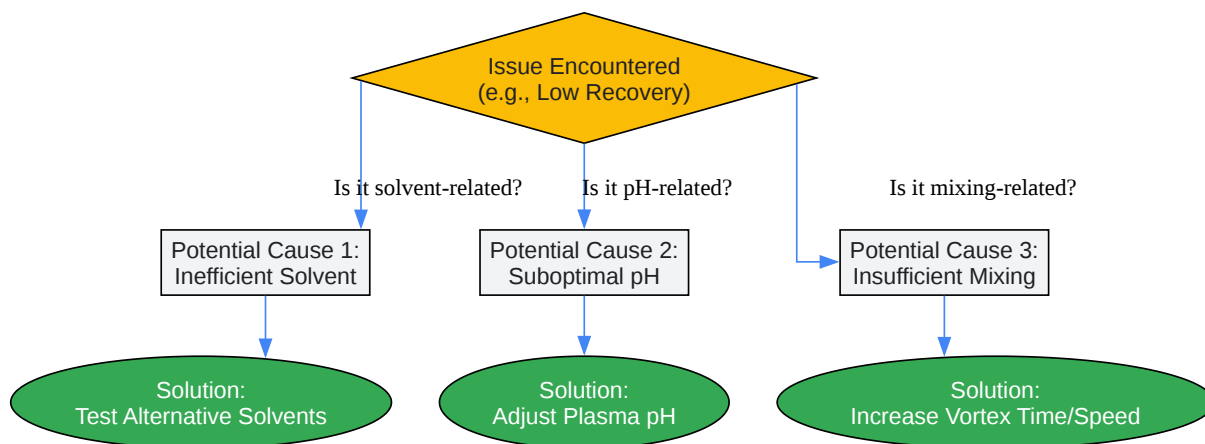 Issue Encountered
(e.g., Low Recovery)
Is it solvent-related?
Is it pH-related?
Is it mixing-related?
Potential Cause 1:
Inefficient Solvent
Potential Cause 2:
Suboptimal pH
Potential Cause 3:
Insufficient Mixing
Solution:
Test Alternative Solvents
Solution:
Adjust Plasma pH
Solution:
Increase Vortex Time/Speed